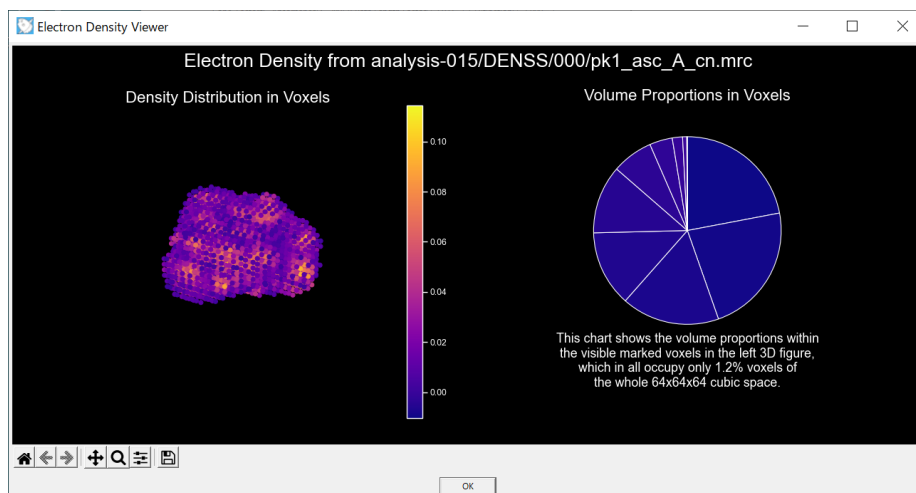 Electron Density Viewer
Electron Density from analysis-015/DENSS/000/pk1_asc_A_cn.mrc
Density Distribution in Voxels
0.10
0.08
0.06
0.04
0.02
0.00
Volume Proportions in Voxels
This chart shows the volume proportions within
the visible marked voxels in the left 3D figure,
which in all occupy only 1.2% voxels of
the whole 64x64x64 cubic space.
OK